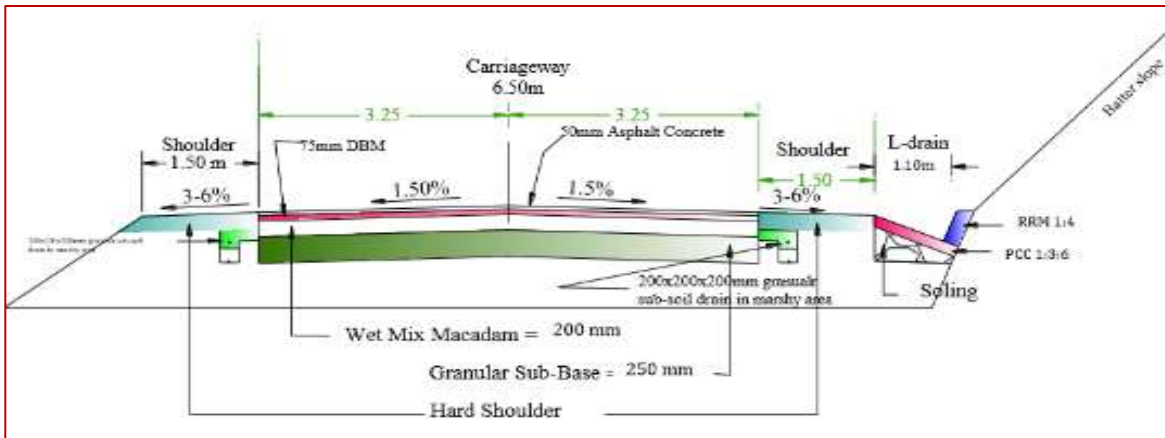 Carriageway
6.50m
3.25
3.25
Shoulder
1.50 m
75mm DBM
50mm Asphalt Concrete
Shoulder
1.50
L-drain
1.10m
Batter slope
3-6%
1.50%
1.5%
3-6%
RRM 1:4
PCC 1:3:6
Soling
200x200x200mm
sub-soil drain in marshy area
Wet Mix Macadam = 200 mm
Granular Sub-Base = 250 mm
Hard Shoulder